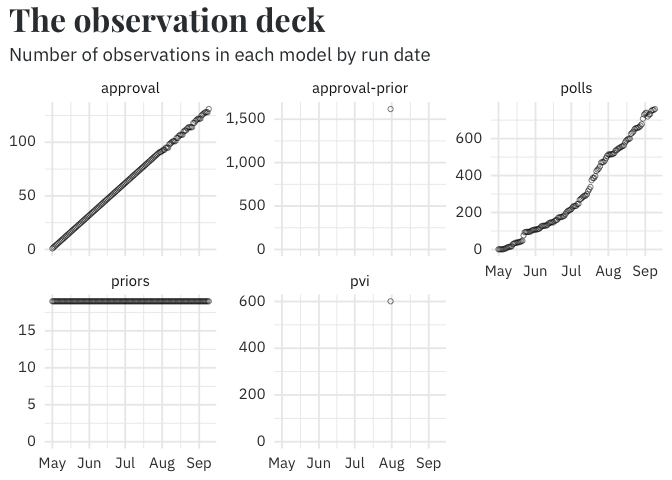 The observation deck
Number of observations in each model by run date
approval
approval-prior
polls
100
50
0
1,500
1,000
500
0
600
400
200
0
May Jun Jul Aug Sep
priors
pvi
15
10
5
0
600
400
200
0
May Jun Jul Aug Sep
May Jun Jul Aug Sep